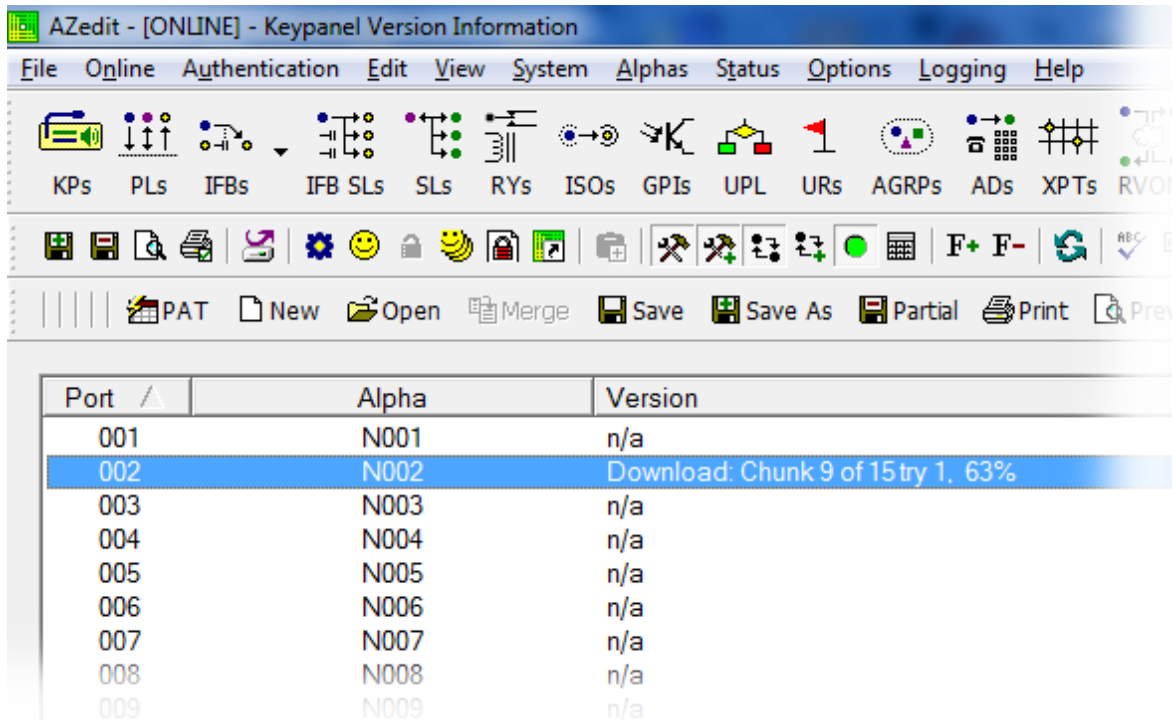 AZedit - [ONLINE] - Keypanel Version Information
File Online Authentication Edit View System Alphas Status Options Logging Help
KPs PLs IFBs IFB SLs SLs RYs ISOs GPIs UPL URs AGRPs ADs XPTs RVO
F+ F- ABC
PAT New Open Merge Save Save As Partial Print Prev
Port Alpha Version
001 N001 n/a
002 N002 Download: Chunk 9 of 15 try 1, 63%
003 N003 n/a
004 N004 n/a
005 N005 n/a
006 N006 n/a
007 N007 n/a
008 N008 n/a
009 N009 n/a